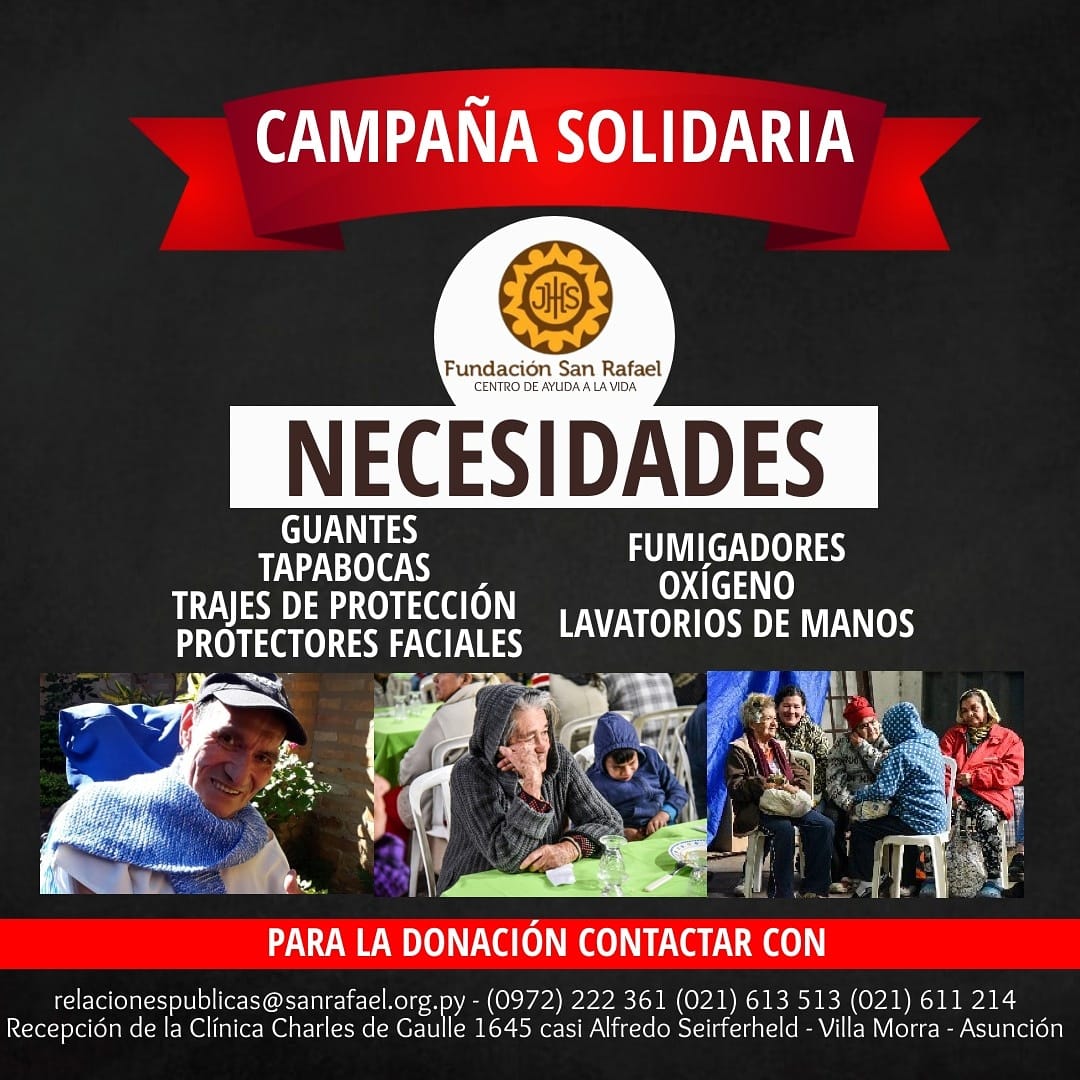 CAMPAÑA SOLIDARIA
JHS
Fundación San Rafael
CENTRO DE AYUDA A LA VIDA
NECESIDADES
GUANTES
TAPABOCAS
TRAJES DE PROTECCIÓN
PROTECTORES FACIALES
FUMIGADORES
OXÍGENO
LAVATORIOS DE MANOS
PARA LA DONACIÓN CONTACTAR CON
relacionespublicas@sanrafael.org.py - (0972) 222 361 (021) 613 513 (021) 611 214
Recepción de la Clínica Charles de Gaulle 1645 casi Alfredo Seirferheld - Villa Morra - Asunción